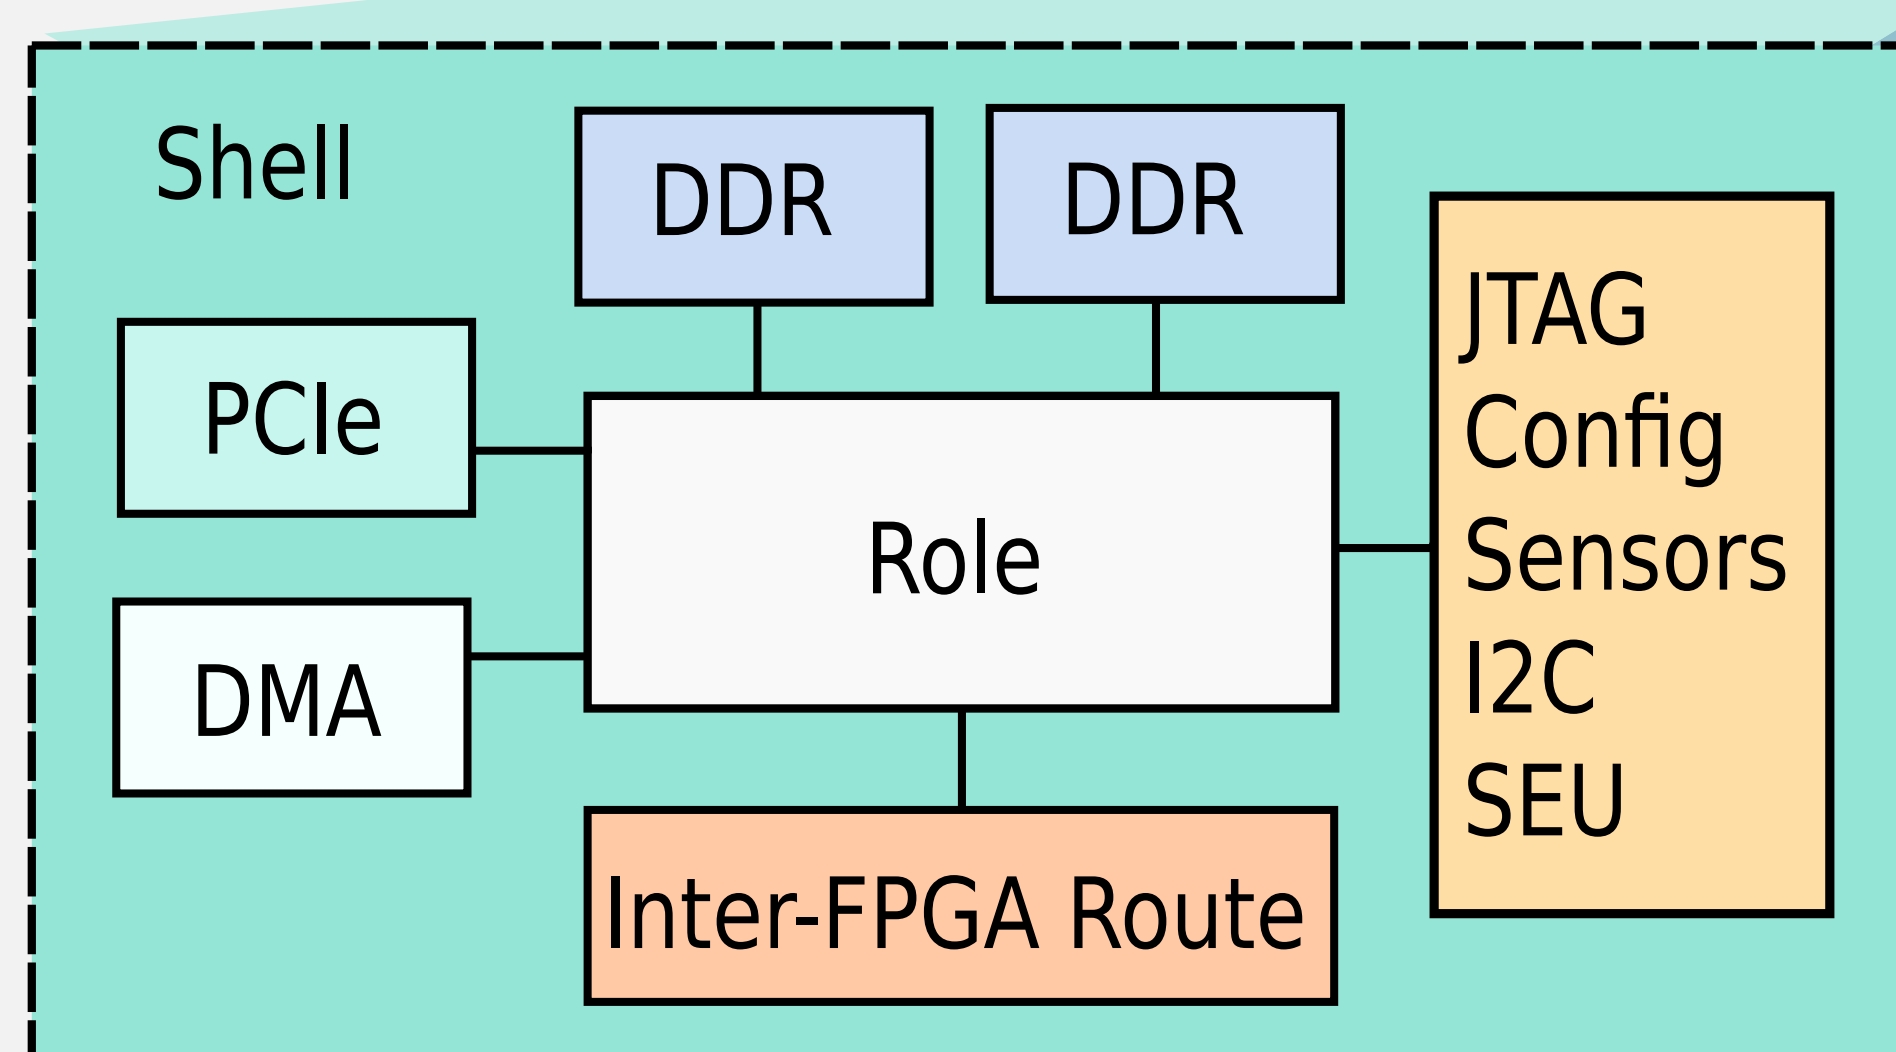 Shell
DDR
DDR
PCIe
DMA
Role
JTAG
Config
Sensors
I2C
SEU
Inter-FPGA Route